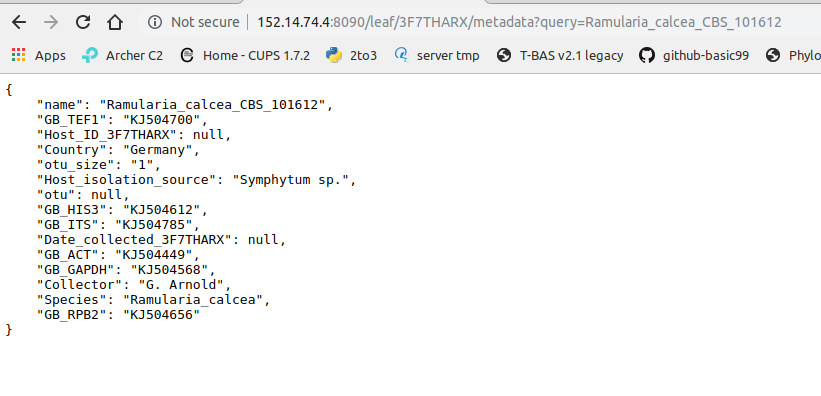 Not secure | 152.14.74.4:8090/leaf/3F7THARX/metadata?query=Ramularia_calcea_CBS_101612
Apps Archer C2 Home - CUPS 1.7.2 2to3 server tmp T-BAS v2.1 legacy github-basic99 Phylo
{
    "name": "Ramularia_calcea_CBS_101612",
    "GB_TEF1": "KJ504700",
    "Host_ID_3F7THARX": null,
    "Country": "Germany",
    "otu_size": "1",
    "Host_isolation_source": "Symphytum sp.",
    "otu": null,
    "GB_HIS3": "KJ504612",
    "GB_ITS": "KJ504785",
    "Date_collected_3F7THARX": null,
    "GB_ACT": "KJ504449",
    "GB_GAPDH": "KJ504568",
    "Collector": "G. Arnold",
    "Species": "Ramularia_calcea",
    "GB_RPB2": "KJ504656"
}